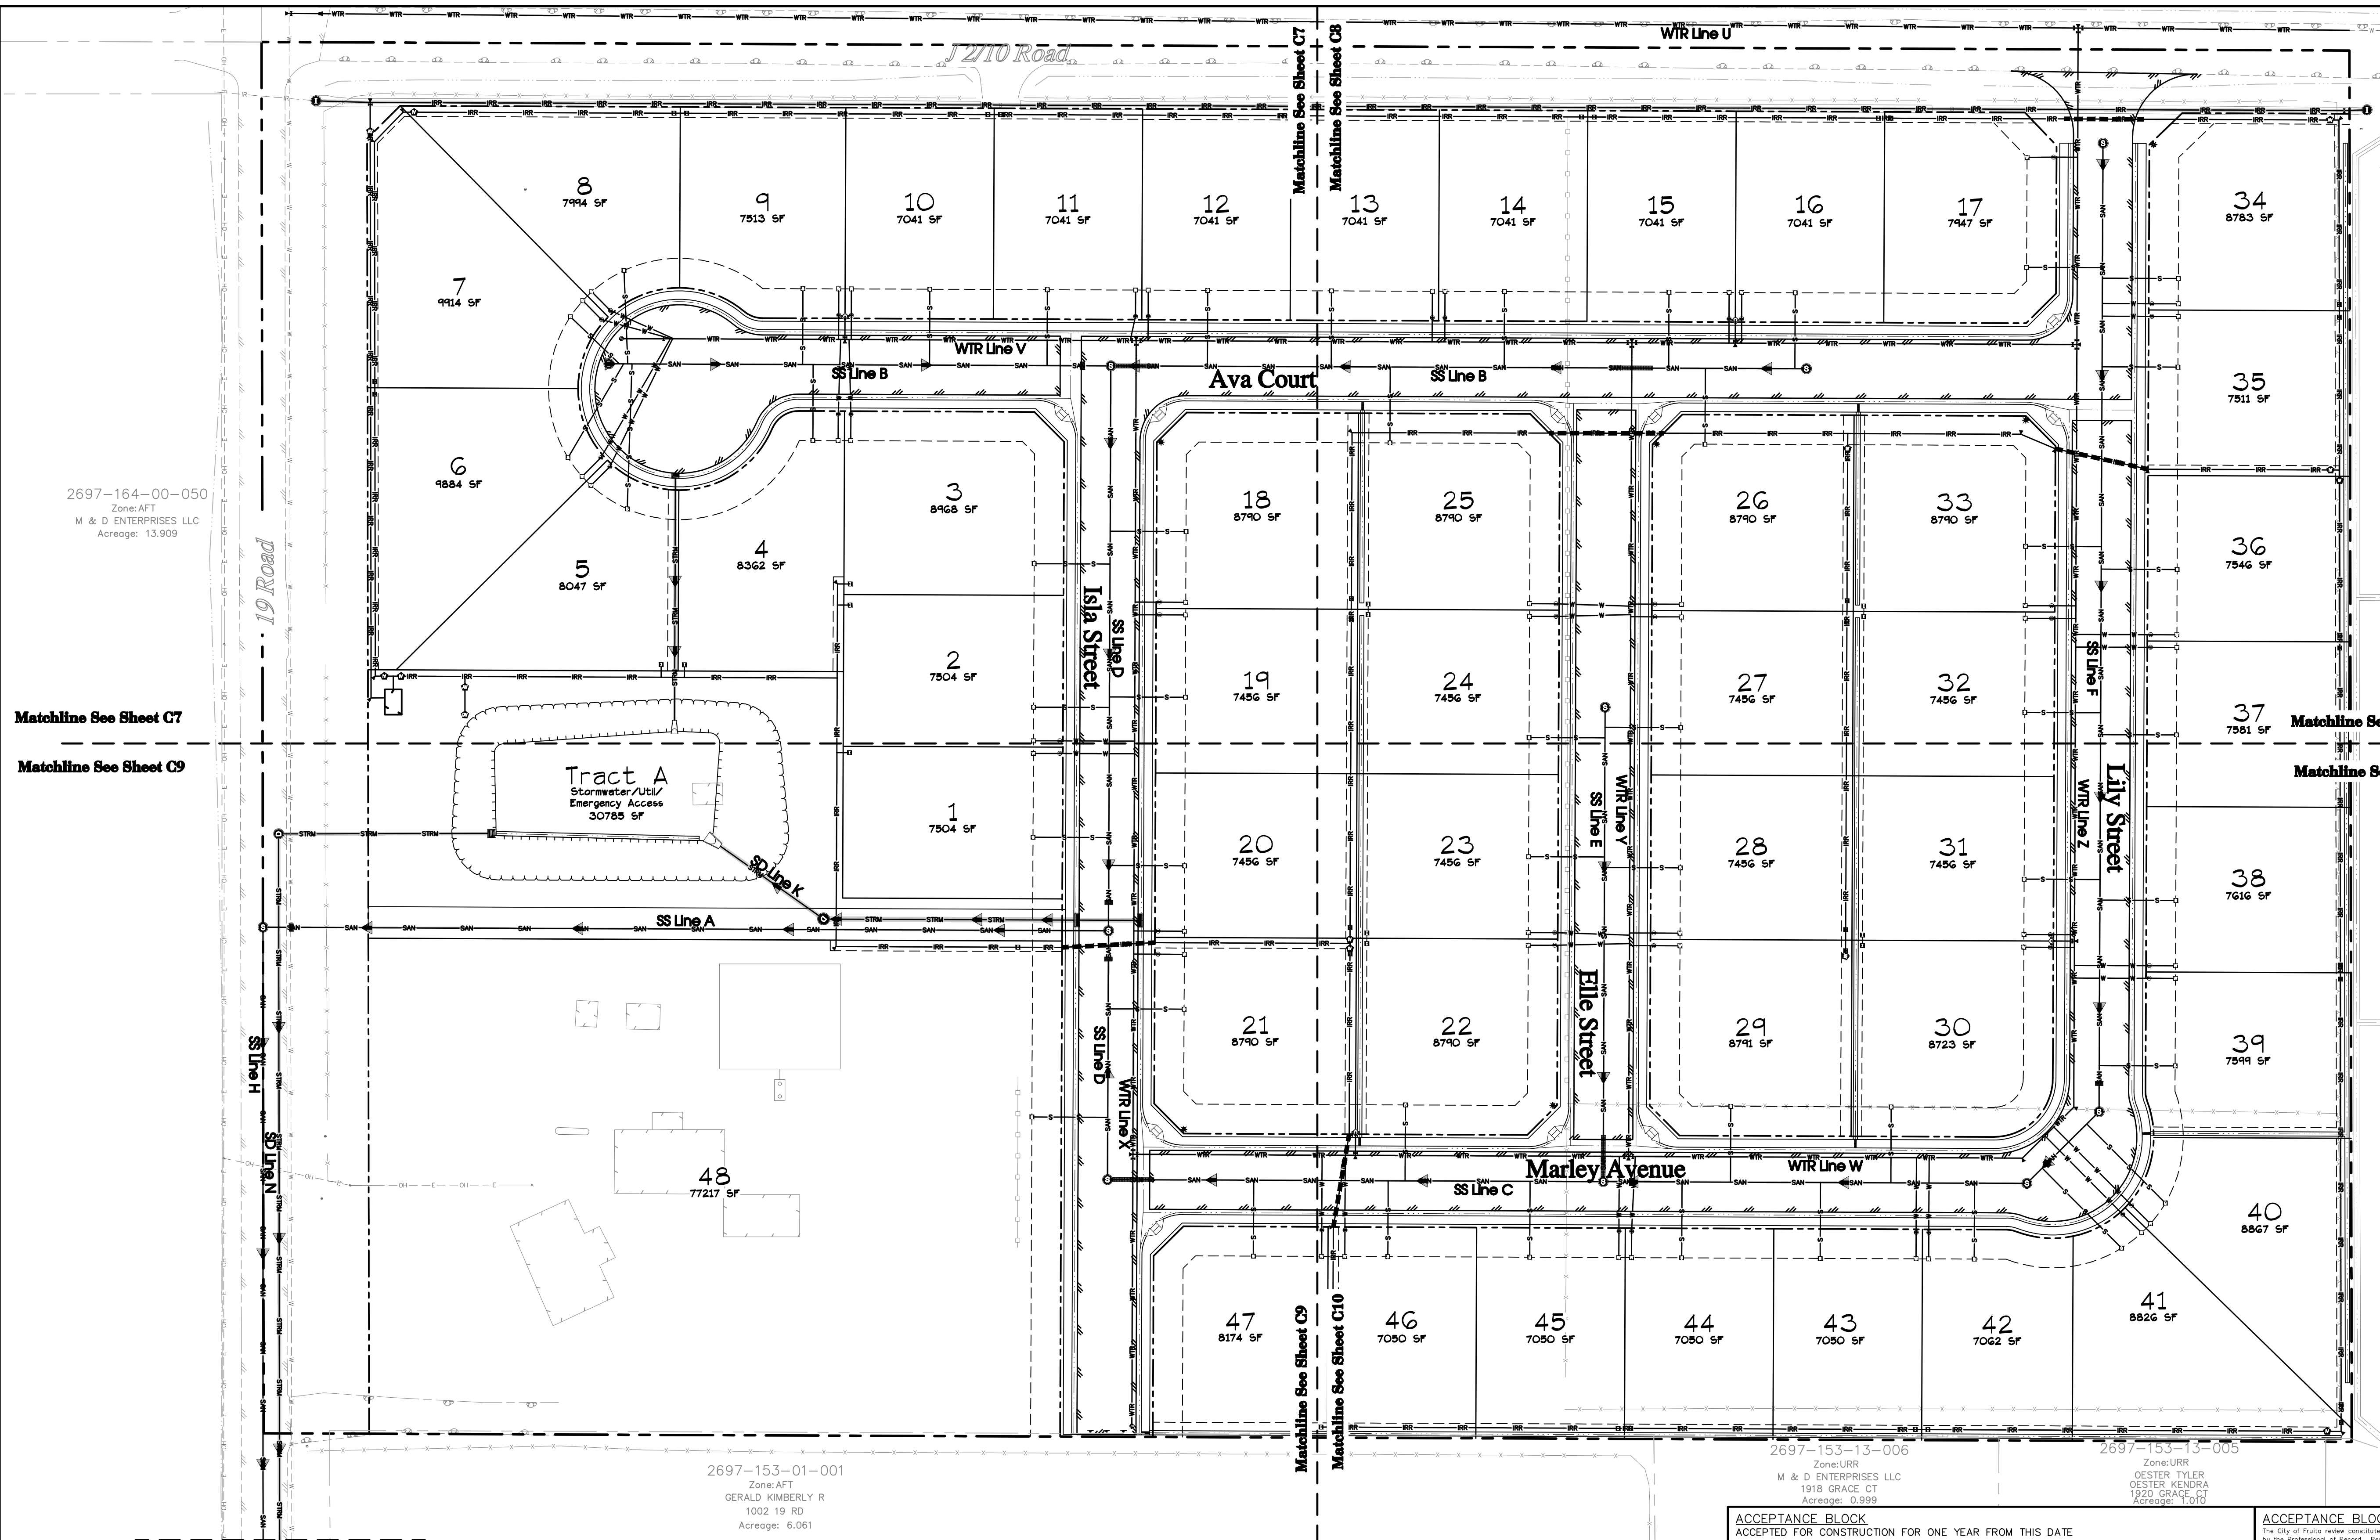 J 2/10 Road
WTR Line U
Matchline See Sheet C7
Matchline See Sheet C8
8
7994 SF
9
7513 SF
10
7041 SF
11
7041 SF
12
7041 SF
13
7041 SF
14
7041 SF
15
7041 SF
16
7041 SF
17
7947 SF
34
8783 SF
7
9914 SF
WTR Line V
SS Line B
Ava Court
SS Line B
35
7511 SF
6
9884 SF
2697-164-00-050
Zone: AFT
M & D ENTERPRISES LLC
Acreage: 13.909
19 Road
5
8047 SF
4
8362 SF
3
8968 SF
18
8790 SF
25
8790 SF
26
8790 SF
33
8790 SF
36
7546 SF
Isla Street
SS Line D
2
7504 SF
19
7456 SF
24
7456 SF
27
7456 SF
32
7456 SF
SS Line F
37
7581 SF
Matchline See Sheet C7
Matchline See Sheet C9
Matchline Se
Matchline S
Tract A
Stormwater/Util/
Emergency Access
30785 SF
1
7504 SF
20
7456 SF
23
7456 SF
SS Line E
WTR Line Y
28
7456 SF
31
7456 SF
WTR Line Z
Lily Street
38
7616 SF
SD Line K
SS Line A
SS Line H
SD Line N
SS Line D
WTR Line X
21
8790 SF
22
8790 SF
Elle Street
29
8791 SF
30
8723 SF
39
7599 SF
48
77217 SF
Marley Avenue
WTR Line W
SS Line C
40
8867 SF
47
8174 SF
46
7050 SF
45
7050 SF
44
7050 SF
43
7050 SF
42
7062 SF
41
8826 SF
Matchline See Sheet C9
Matchline See Sheet C10
2697-153-01-001
Zone: AFT
GERALD KIMBERLY R
1002 19 RD
Acreage: 6.061
2697-153-13-006
Zone: URR
M & D ENTERPRISES LLC
1918 GRACE CT
Acreage: 0.999
2697-153-13-005
Zone: URR
OESTER TYLER
OESTER KENDRA
1920 GRACE CT
Acreage: 1.010
ACCEPTANCE BLOCK
ACCEPTED FOR CONSTRUCTION FOR ONE YEAR FROM THIS DATE
ACCEPTANCE BLOC
The City of Fruita review constitute